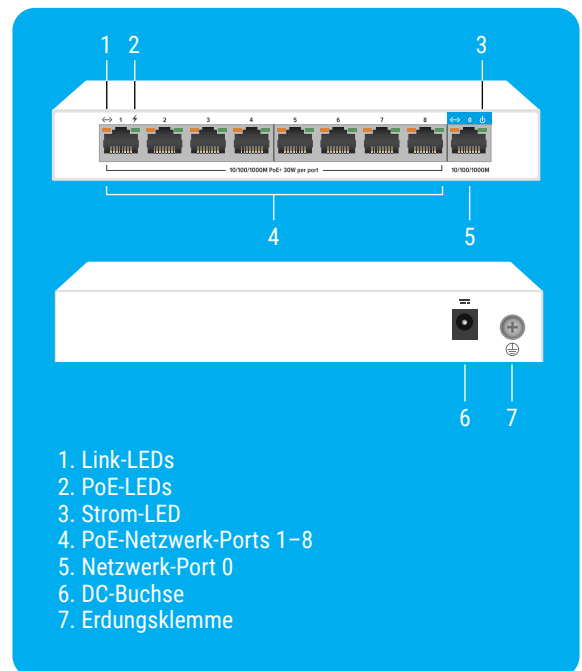 1 2 3
1 2 3 4 5 6 7 8 0
10/100/1000M PoE+ 30W per port 10/100/1000M
4 5
6 7
1. Link-LEDs
2. PoE-LEDs
3. Strom-LED
4. PoE-Netzwerk-Ports 1–8
5. Netzwerk-Port 0
6. DC-Buchse
7. Erdungsklemme